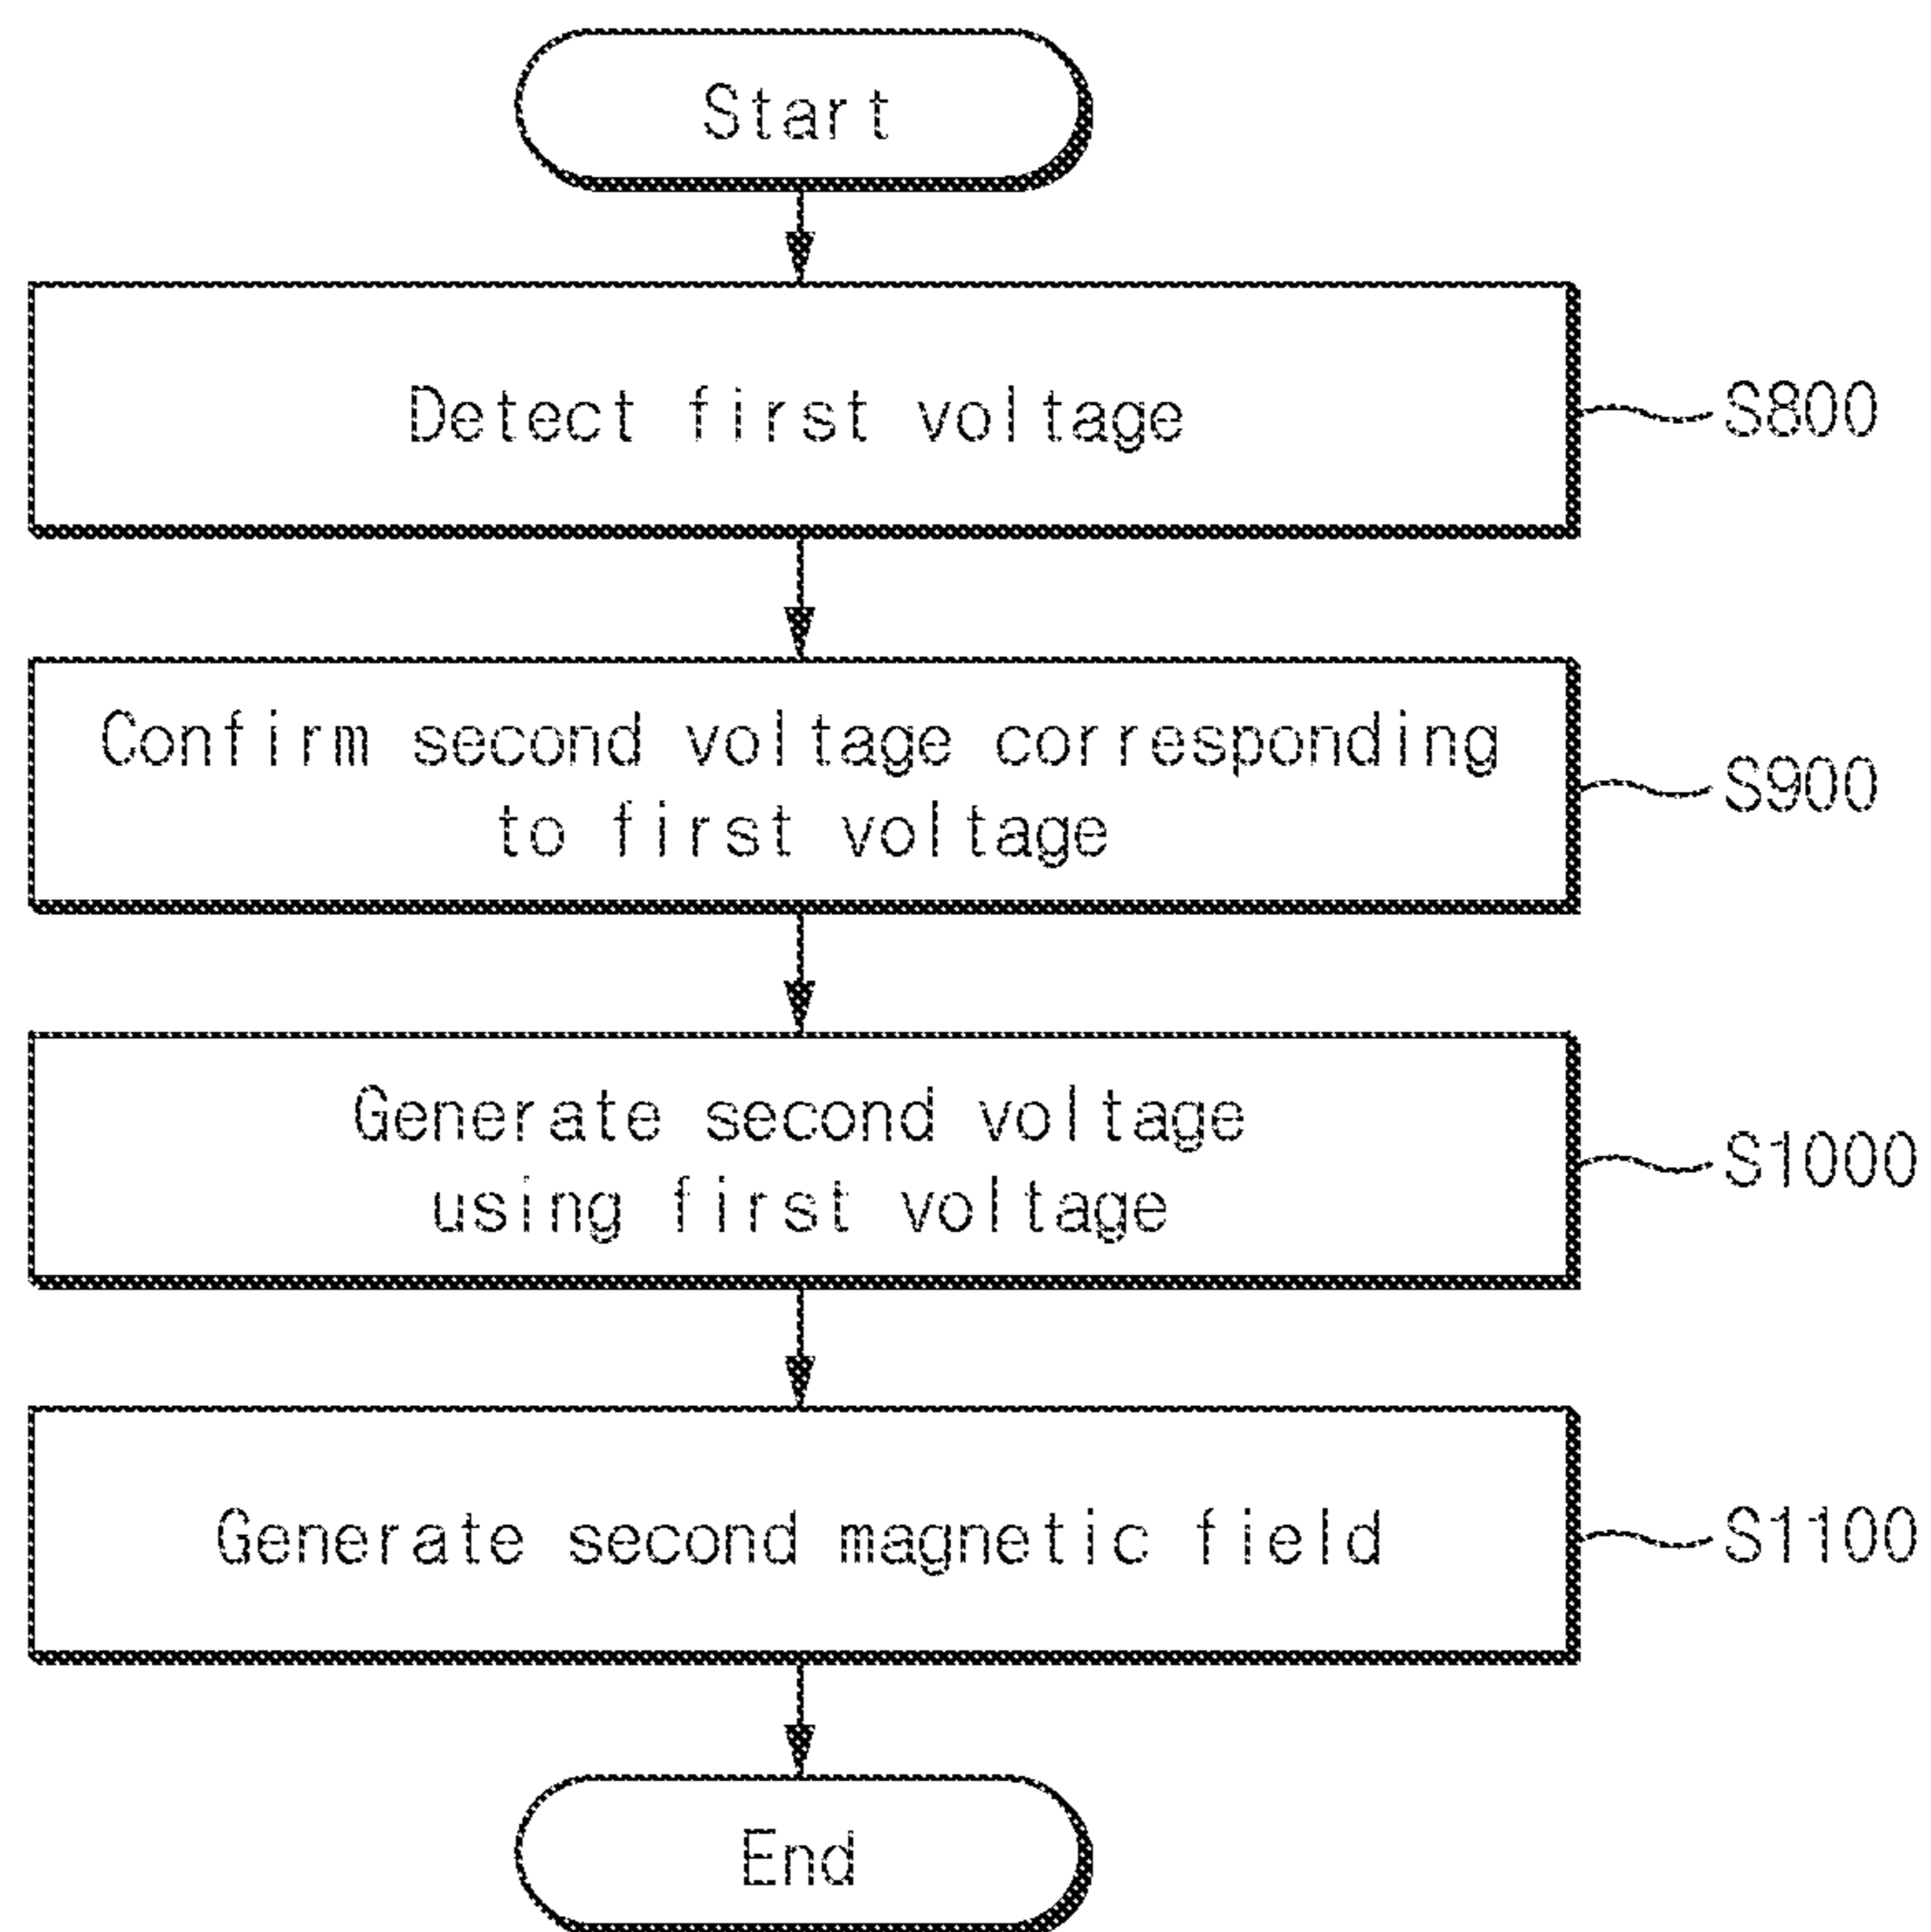 Start
Detect first voltage
S800
Confirm second voltage corresponding
to first voltage
S900
Generate second voltage
using first voltage
S1000
Generate second magnetic field
S1100
End